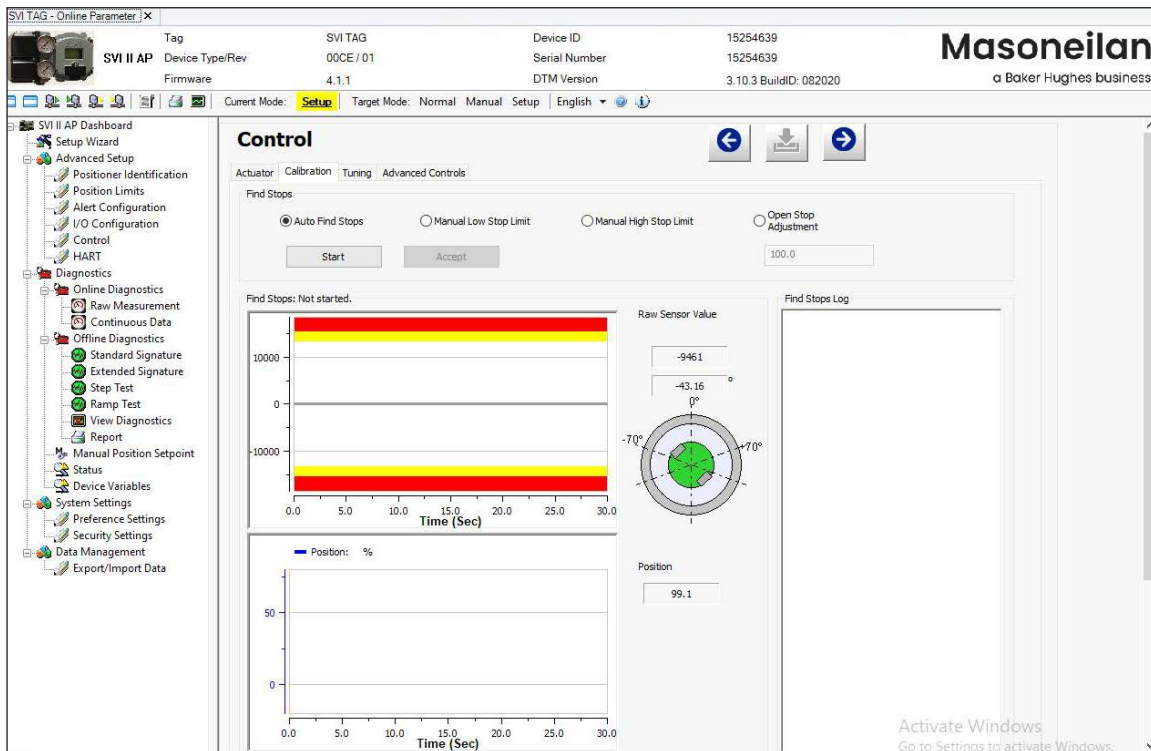 SVI TAG - Online Parameter
SVI II AP
Tag SVI TAG Device ID 15254639
Device Type/Rev 00CE / 01 Serial Number 15254639
Firmware 4.1.1 DTM Version 3.10.3 BuildID: 082020
Masoneilan
a Baker Hughes business
Current Mode: Setup Target Mode: Normal Manual Setup English
SVI II AP Dashboard
Setup Wizard
Advanced Setup
Positioner Identification
Position Limits
Alert Configuration
I/O Configuration
Control
HART
Diagnostics
Online Diagnostics
Raw Measurement
Continuous Data
Offline Diagnostics
Standard Signature
Extended Signature
Step Test
Ramp Test
View Diagnostics
Report
Manual Position Setpoint
Status
Device Variables
System Settings
Preference Settings
Security Settings
Data Management
Export/Import Data
Control
Actuator Calibration Tuning Advanced Controls
Find Stops
Auto Find Stops Manual Low Stop Limit Manual High Stop Limit Open Stop
Adjustment
Start Accept 100.0
Find Stops: Not started.
10000
0
-10000
0.0 5.0 10.0 15.0 20.0 25.0 30.0
Time (Sec)
Raw Sensor Value
-9461
-43.16 °
0°
-70° +70°
Find Stops Log
Position: %
50
0
0.0 5.0 10.0 15.0 20.0 25.0 30.0
Time (Sec)
Position
99.1
Activate Windows
Go to Settings to activate Windows.